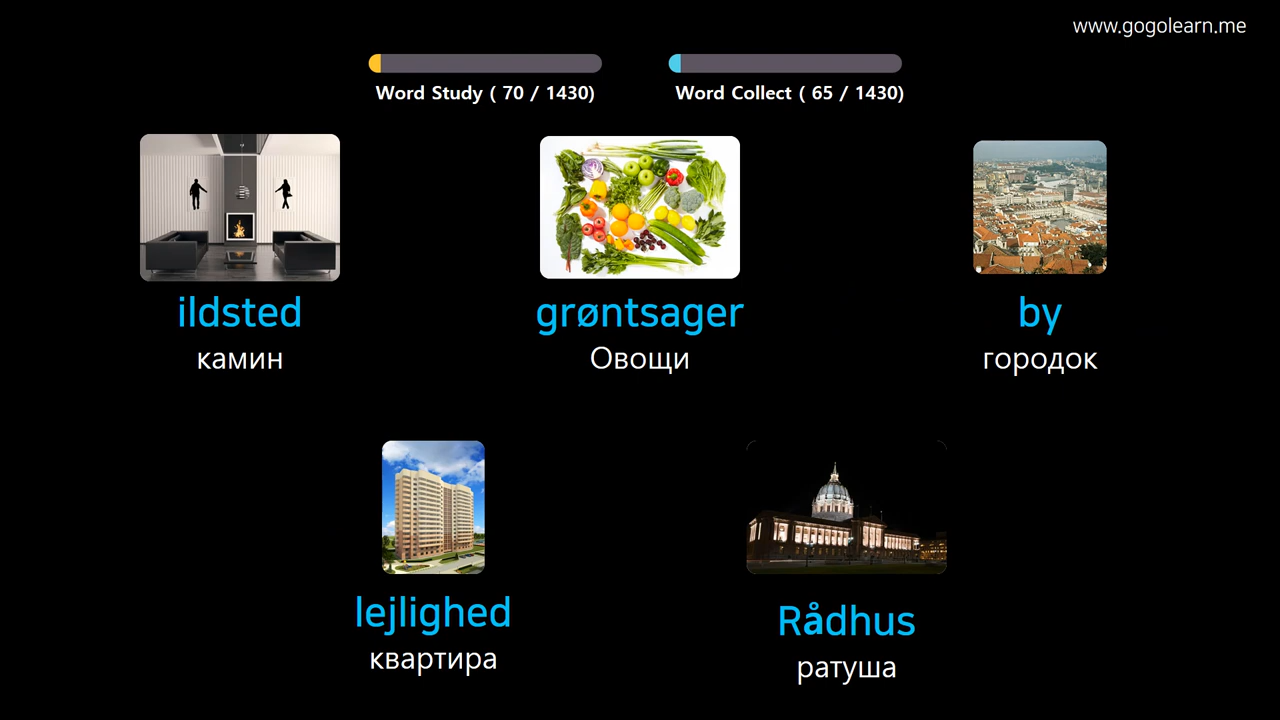 www.gogolearn.me
Word Study ( 70 / 1430)
Word Collect ( 65 / 1430)
ildsted
grøntsager
by
камин
Овощи
городок
lejlighed
Rådhus
квартира
ратуша